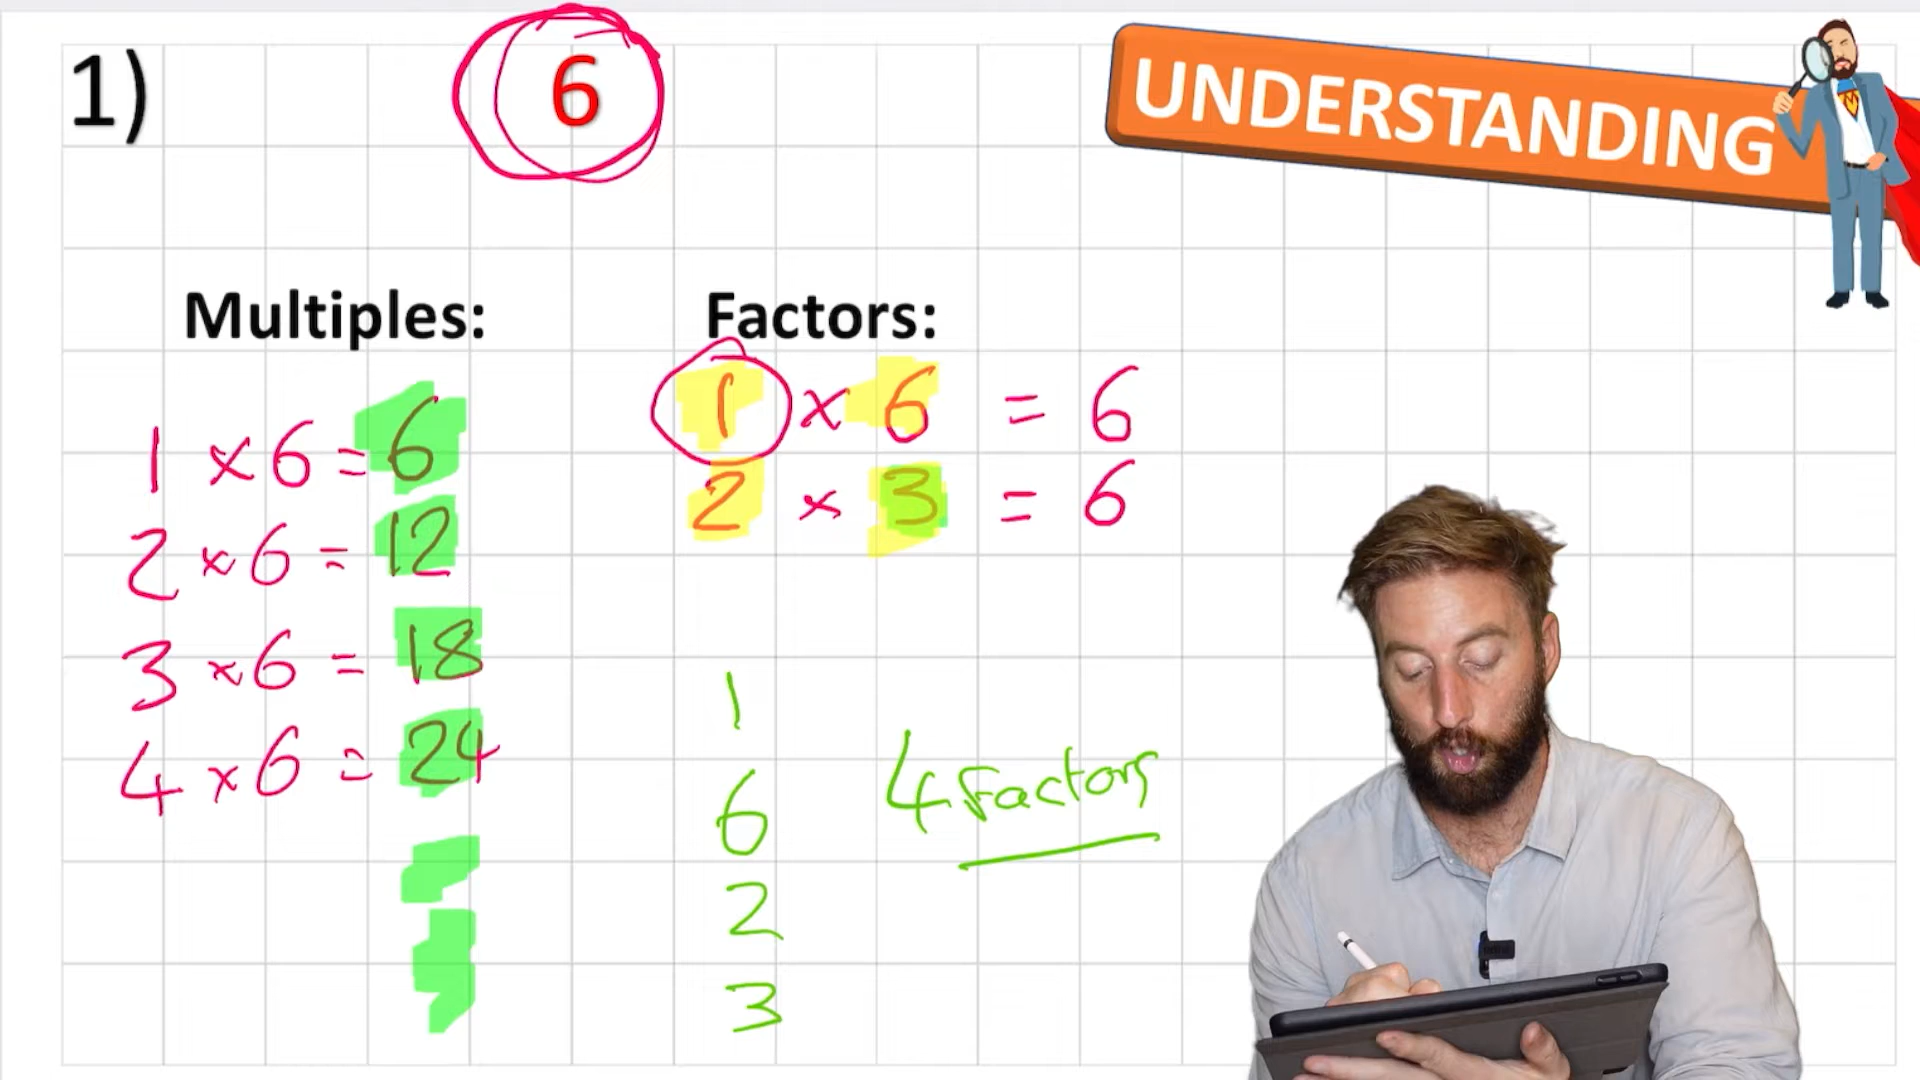 1)
6
UNDERSTANDING
Multiples:
1 × 6 = 6
2 × 6 = 12
3 × 6 = 18
4 × 6 = 24
Factors:
1 × 6 = 6
2 × 3 = 6
1
6
2
3
4 Factors